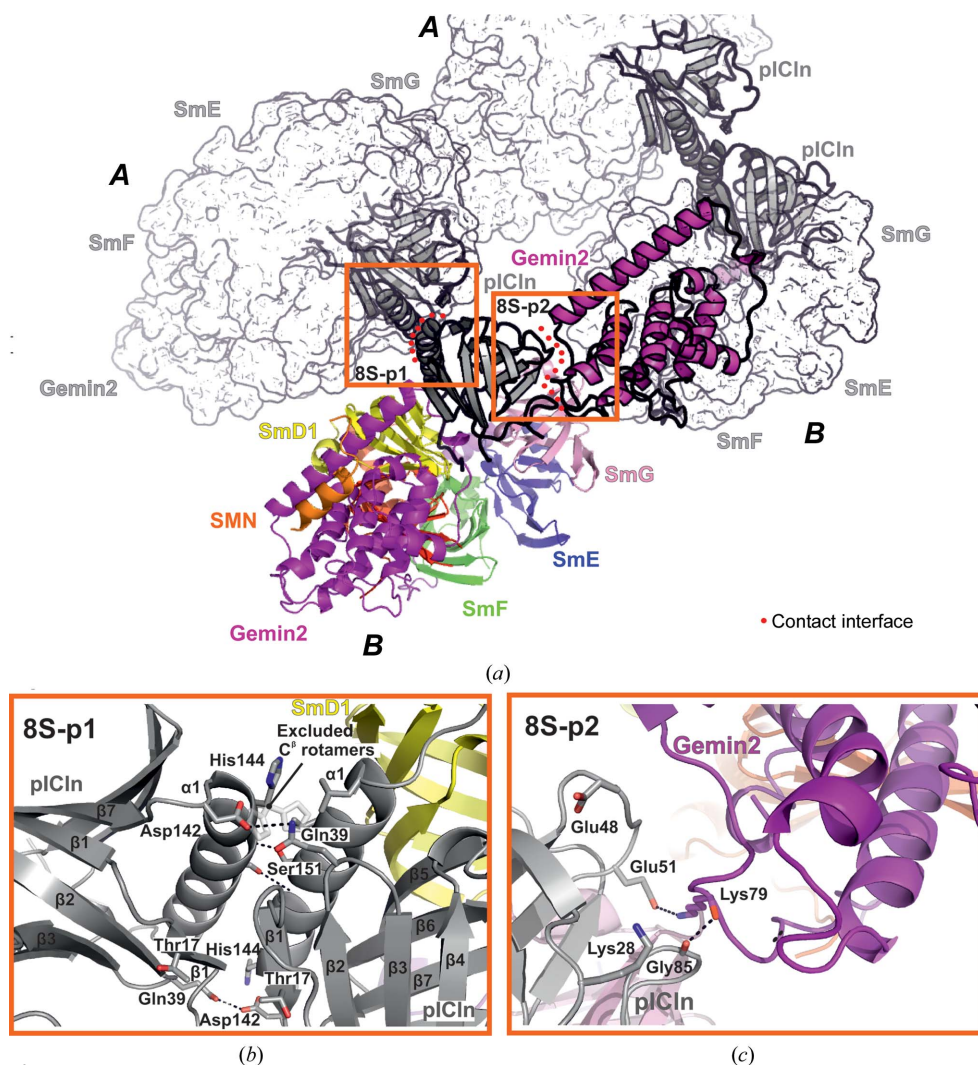 A
SmG
SmE
pICln
A
pICln
SmF
SmG
Gemin2
pICln
8S-p2
Gemin2
8S-p1
SmE
SmD1
SmF
B
SmG
SMN
SmE
SmF
Gemin2
B
• Contact interface
(a)
8S-p1
SmD1
Excluded
Cβ rotamers
pICln
His144
α1
α1
β7
Asp142
Gln39
β1
Ser151
β5
β2
β1
β6
β3
Thr17
His144
β2
β3
β4
β1
Thr17
β7
Gln39
pICln
Asp142
(b)
8S-p2
Gemin2
Glu48
Glu51
Lys79
Lys28
Gly85
pICln
(c)